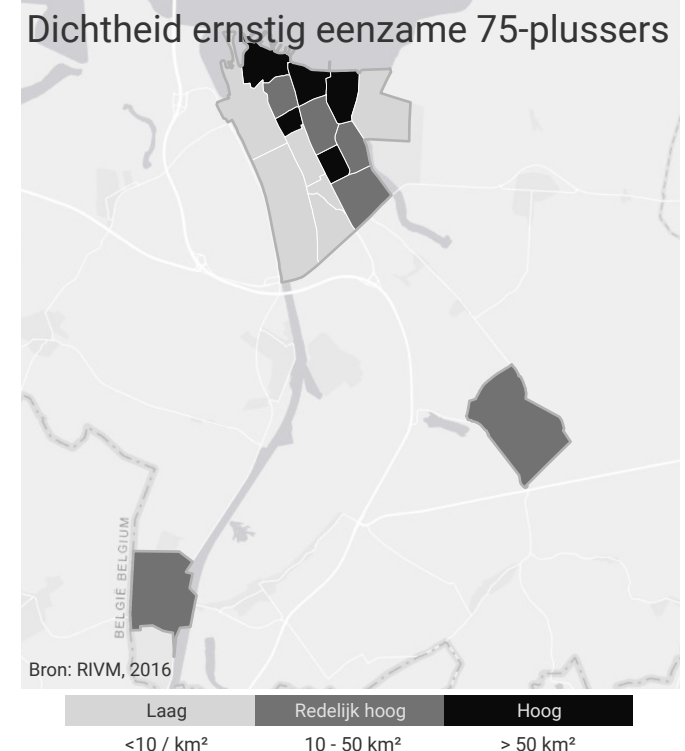 Dichtheid ernstig eenzame 75-plussers
BELGIË BELGIUM
Bron: RIVM, 2016
Laag
Redelijk hoog
Hoog
<10 / km²
10 - 50 km²
> 50 km²